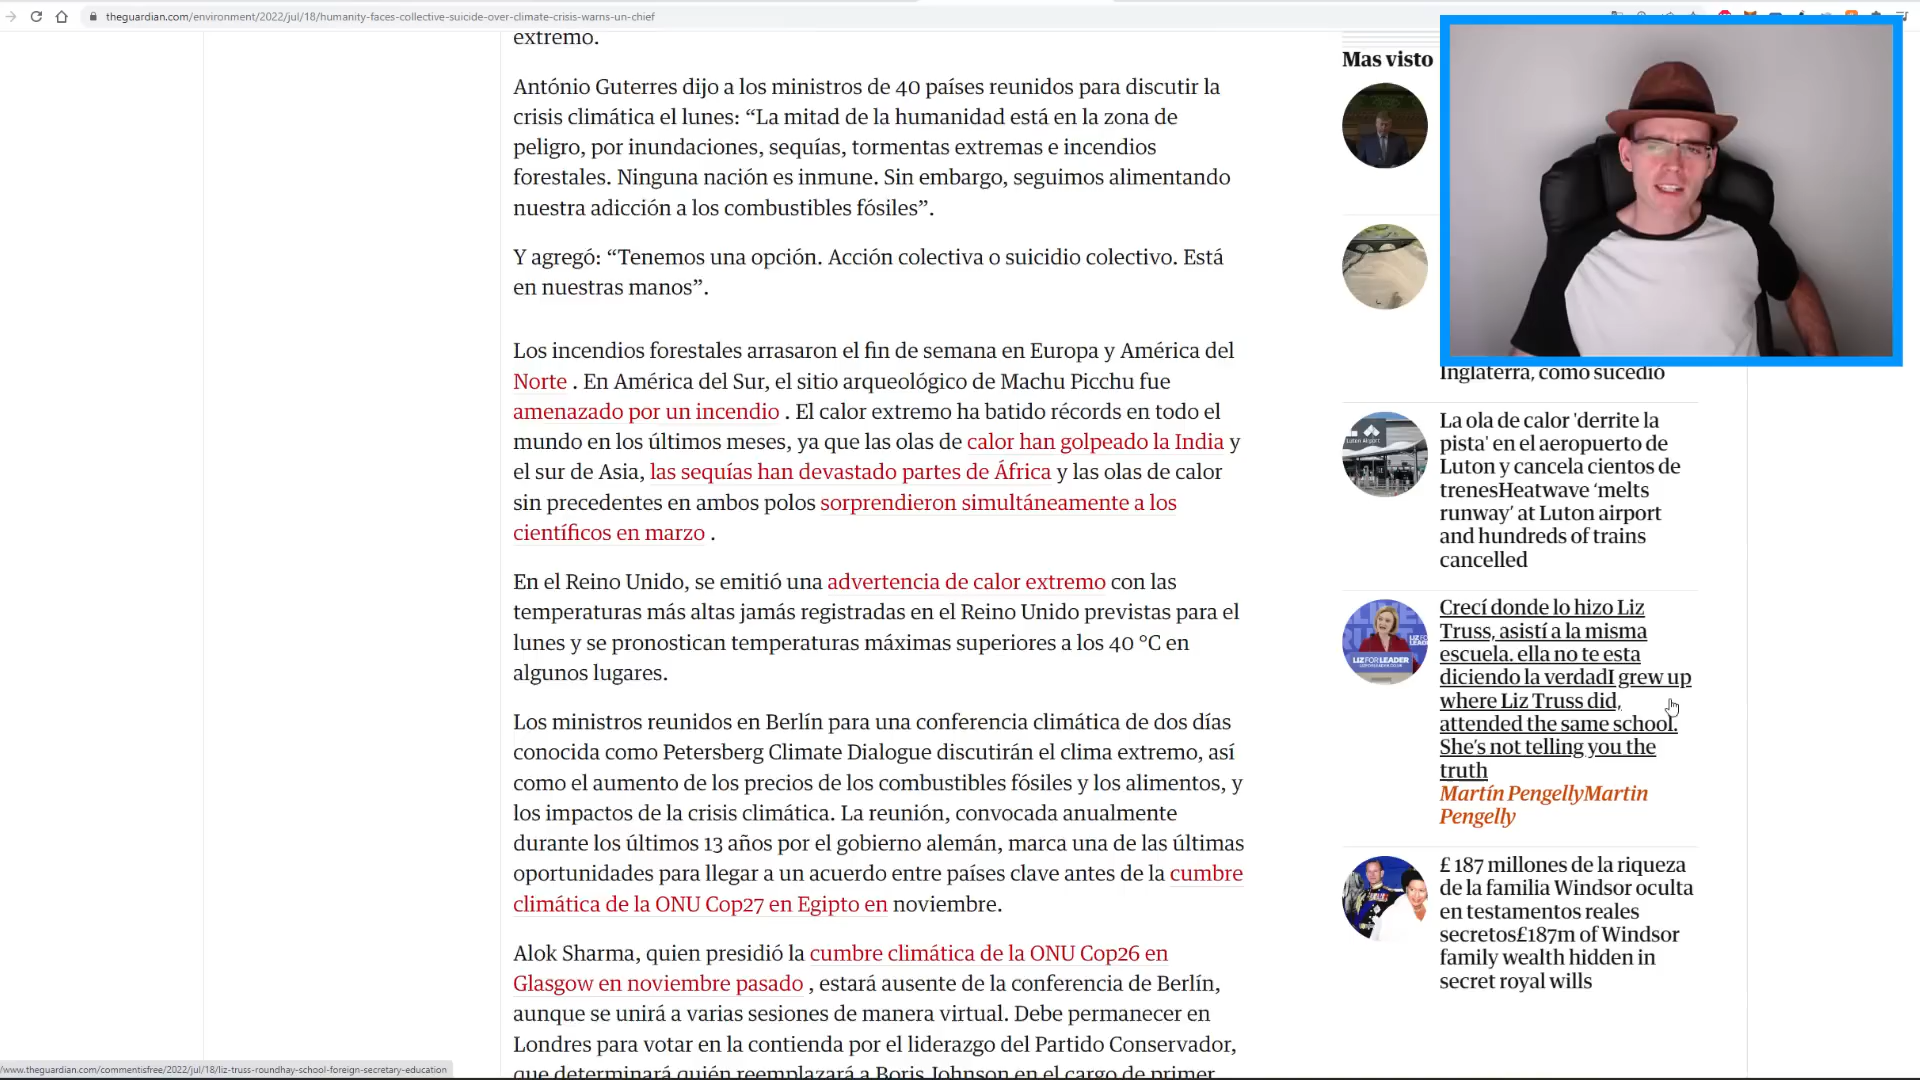 theguardian.com/environment/2022/jul/18/humanity-faces-collective-suicide-over-climate-crisis-warns-un-chief
extremo.
António Guterres dijo a los ministros de 40 países reunidos para discutir la
crisis climática el lunes: “La mitad de la humanidad está en la zona de
peligro, por inundaciones, sequías, tormentas extremas e incendios
forestales. Ninguna nación es inmune. Sin embargo, seguimos alimentando
nuestra adicción a los combustibles fósiles”.
Y agregó: “Tenemos una opción. Acción colectiva o suicidio colectivo. Está
en nuestras manos”.
Los incendios forestales arrasaron el fin de semana en Europa y América del
Norte . En América del Sur, el sitio arqueológico de Machu Picchu fue
amenazado por un incendio . El calor extremo ha batido récords en todo el
mundo en los últimos meses, ya que las olas de calor han golpeado la India y
el sur de Asia, las sequías han devastado partes de África y las olas de calor
sin precedentes en ambos polos sorprendieron simultáneamente a los
científicos en marzo .
En el Reino Unido, se emitió una advertencia de calor extremo con las
temperaturas más altas jamás registradas en el Reino Unido previstas para el
lunes y se pronostican temperaturas máximas superiores a los 40 °C en
algunos lugares.
Los ministros reunidos en Berlín para una conferencia climática de dos días
conocida como Petersberg Climate Dialogue discutirán el clima extremo, así
como el aumento de los precios de los combustibles fósiles y los alimentos, y
los impactos de la crisis climática. La reunión, convocada anualmente
durante los últimos 13 años por el gobierno alemán, marca una de las últimas
oportunidades para llegar a un acuerdo entre países clave antes de la cumbre
climática de la ONU Cop27 en Egipto en noviembre.
Alok Sharma, quien presidió la cumbre climática de la ONU Cop26 en
Glasgow en noviembre pasado , estará ausente de la conferencia de Berlín,
aunque se unirá a varias sesiones de manera virtual. Debe permanecer en
Londres para votar en la contienda por el liderazgo del Partido Conservador,
que determinará quién reemplazará a Boris Johnson en el cargo de primer
Mas visto
Inglaterra, como sucedió
La ola de calor 'derrite la
pista' en el aeropuerto de
Luton y cancela cientos de
trenesHeatwave ‘melts
runway’ at Luton airport
and hundreds of trains
cancelled
Luton Airport
Crecí donde lo hizo Liz
Truss, asistí a la misma
escuela. ella no te esta
diciendo la verdadI grew up
where Liz Truss did,
attended the same school.
She’s not telling you the
truth
Martín PengellyMartin
Pengelly
LIZ FOR LEADER
£ 187 millones de la riqueza
de la familia Windsor oculta
en testamentos reales
secretos£187m of Windsor
family wealth hidden in
secret royal wills
/www.theguardian.com/commentisfree/2022/jul/18/liz-truss-roundhay-school-foreign-secretary-education